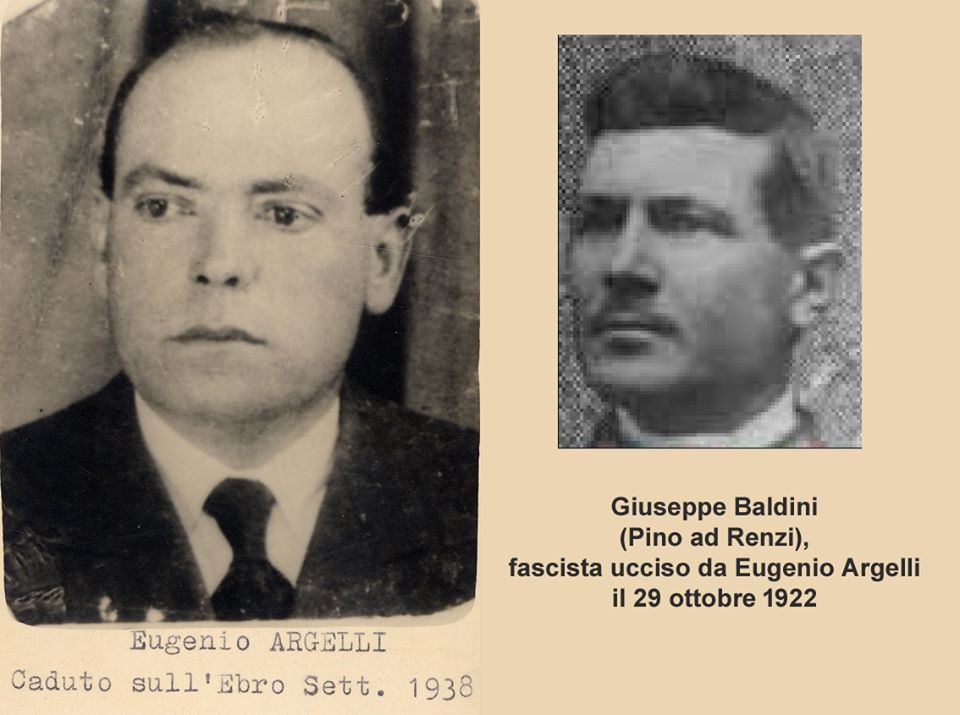 Eugenio ARGELLI
Caduto sull'Ebro Sett. 1938
Giuseppe Baldini
(Pino ad Renzi),
fascista ucciso da Eugenio Argelli
il 29 ottobre 1922